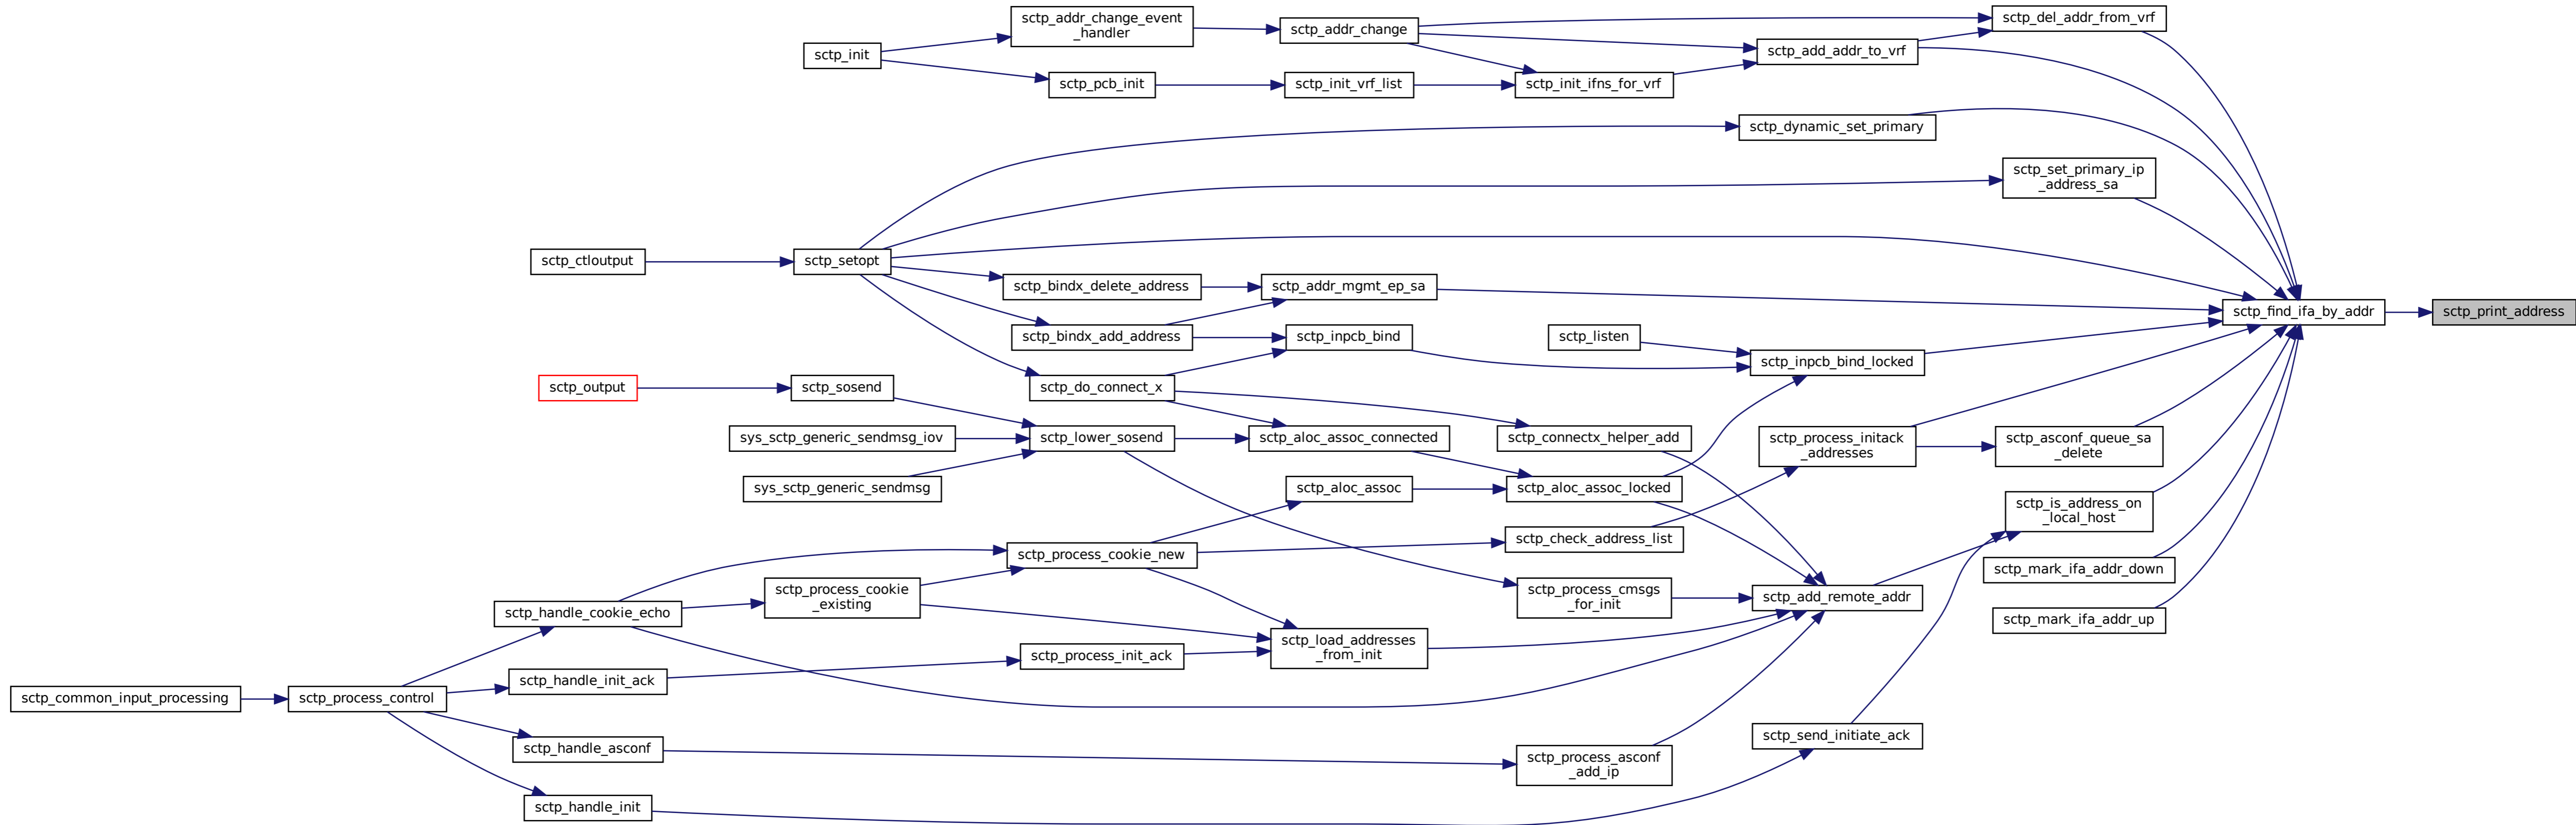 sctp_addr_change_event
_handler
sctp_addr_change
sctp_del_addr_from_vrf
sctp_init
sctp_add_addr_to_vrf
sctp_pcb_init
sctp_init_vrf_list
sctp_init_ifns_for_vrf
sctp_dynamic_set_primary
sctp_set_primary_ip
_address_sa
sctp_ctloutput
sctp_setopt
sctp_bindx_delete_address
sctp_addr_mgmt_ep_sa
sctp_find_ifa_by_addr
sctp_print_address
sctp_bindx_add_address
sctp_inpcb_bind
sctp_listen
sctp_inpcb_bind_locked
sctp_output
sctp_sosend
sctp_do_connect_x
sys_sctp_generic_sendmsg_iov
sctp_lower_sosend
sctp_aloc_assoc_connected
sctp_connectx_helper_add
sctp_process_initack
_addresses
sctp_asconf_queue_sa
_delete
sys_sctp_generic_sendmsg
sctp_aloc_assoc
sctp_aloc_assoc_locked
sctp_is_address_on
_local_host
sctp_check_address_list
sctp_process_cookie_new
sctp_mark_ifa_addr_down
sctp_process_cookie
_existing
sctp_process_cmsgs
_for_init
sctp_add_remote_addr
sctp_handle_cookie_echo
sctp_mark_ifa_addr_up
sctp_load_addresses
_from_init
sctp_process_init_ack
sctp_handle_init_ack
sctp_common_input_processing
sctp_process_control
sctp_send_initiate_ack
sctp_handle_asconf
sctp_process_asconf
_add_ip
sctp_handle_init